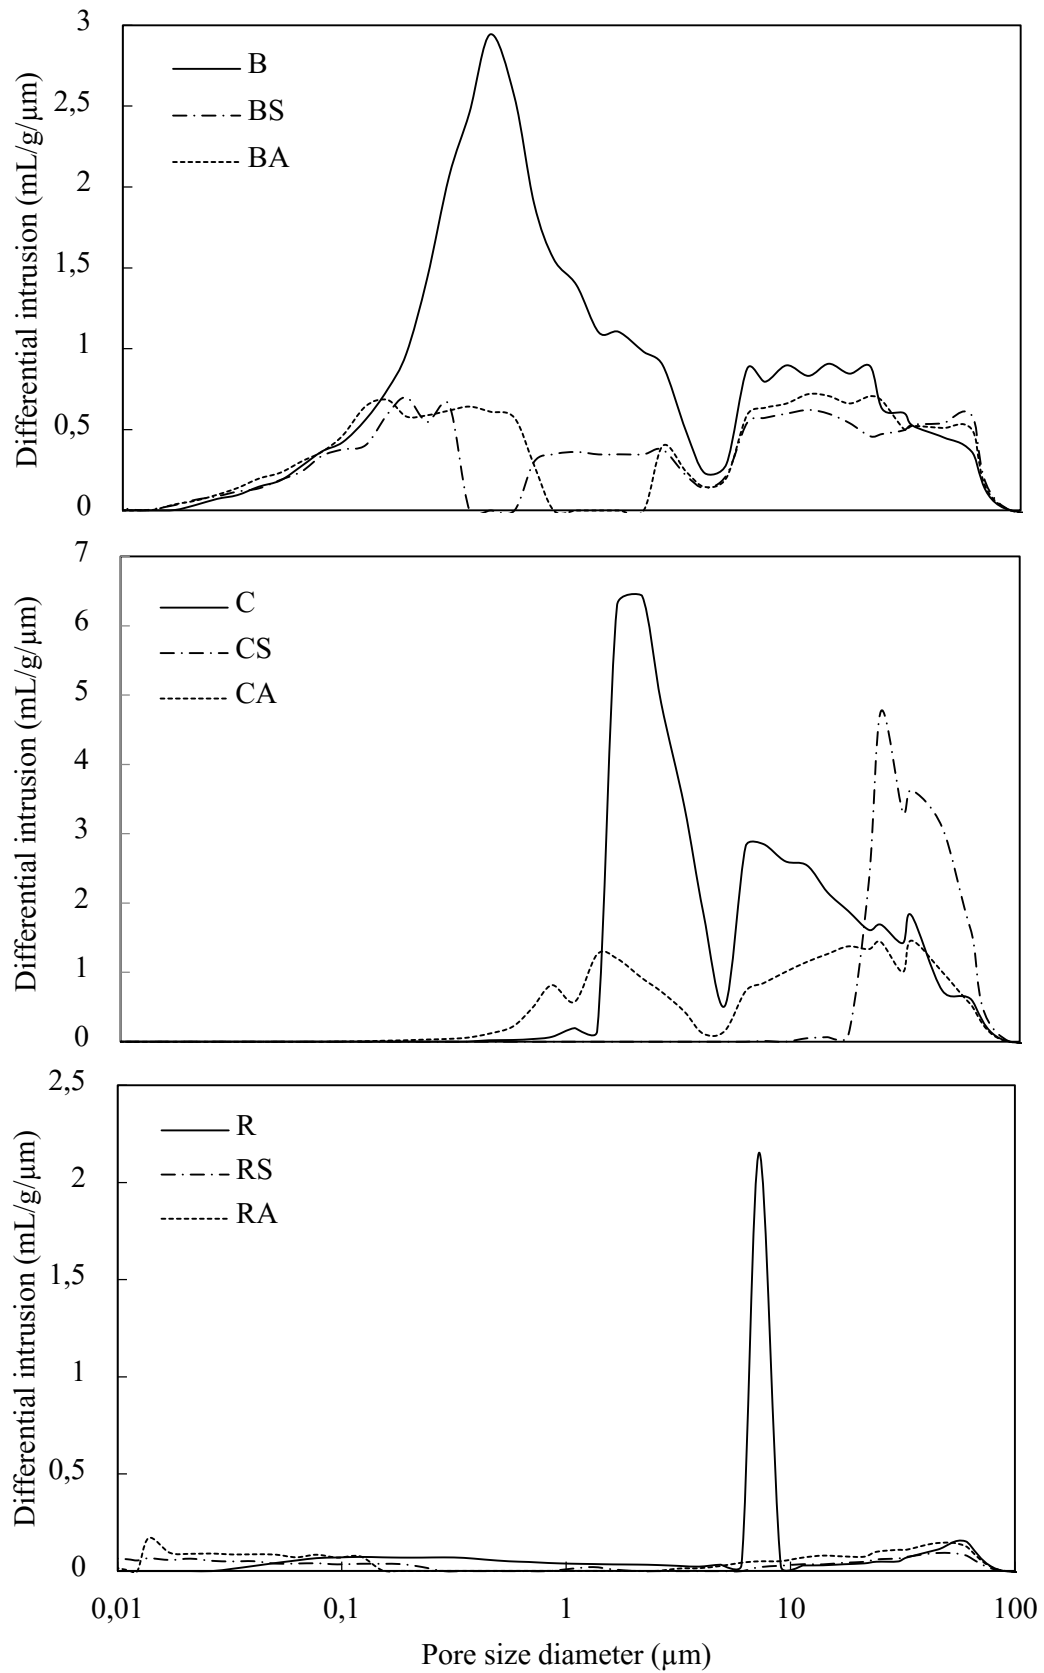 3
2,5
2
1,5
1
0,5
0
Differential intrusion (mL/g/µm)
B
BS
BA
7
6
5
4
3
2
1
0
Differential intrusion (mL/g/µm)
C
CS
CA
2,5
2
1,5
1
0,5
0
Differential intrusion (mL/g/µm)
R
RS
RA
0,01 0,1 1 10 100
Pore size diameter (µm)